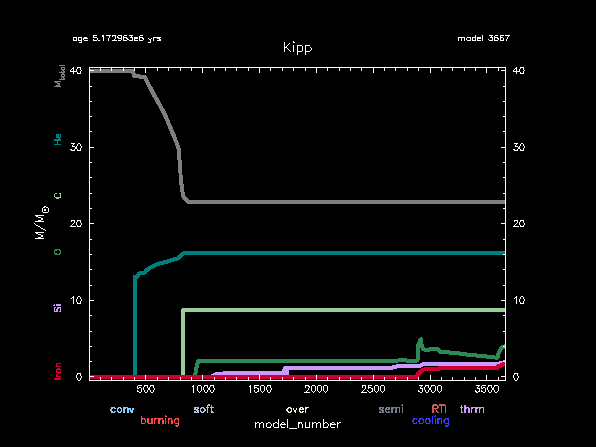 age 5.172963e6 yrs
model 3667
Kipp
M_total
He
C
O
Si
Iron
M/M☉
40
30
20
10
0
40
30
20
10
0
500 1000 1500 2000 2500 3000 3500
conv soft over semi RTI thrm
burning cooling
model_number